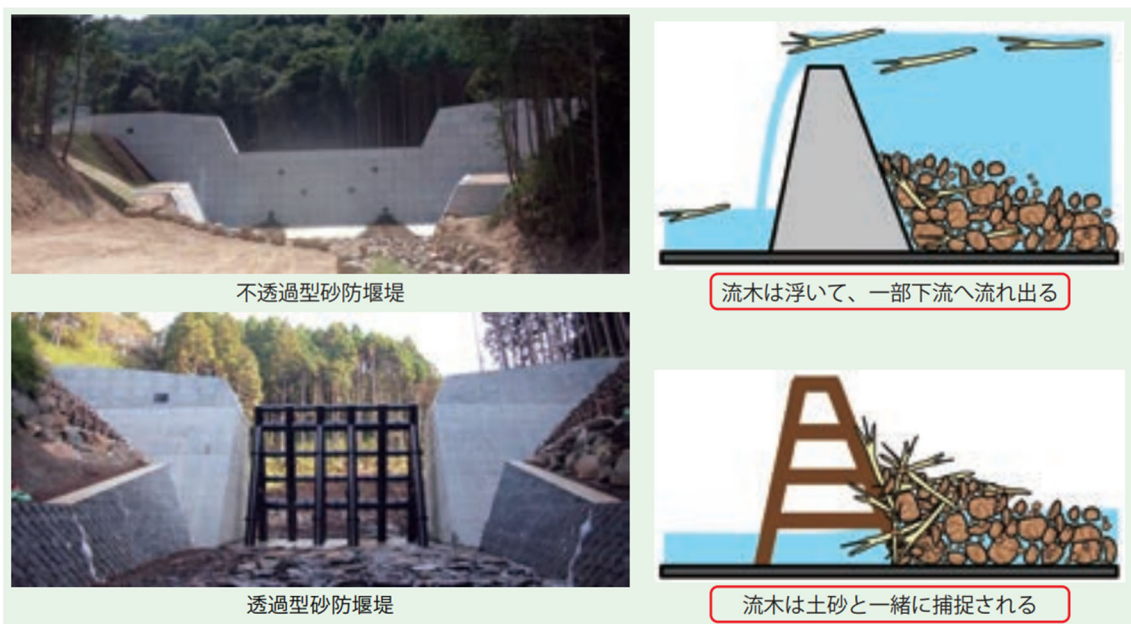 不透過型砂防堰堤
流木は浮いて、一部下流へ流れ出る
透過型砂防堰堤
流木は土砂と一緒に捕捉される